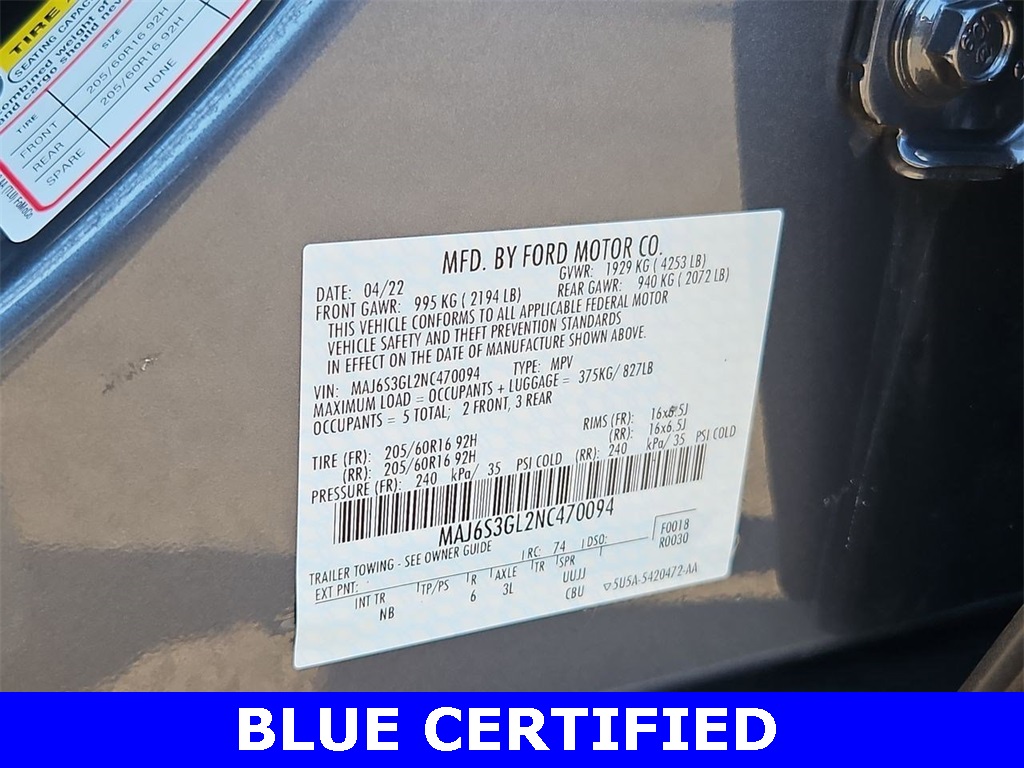 TIRE
SEATING CAPACITY
Combined weight of
and cargo should never
TIRE SIZE
FRONT 205/60R16 92H
REAR 205/60R16 92H
SPARE NONE
MFD. BY FORD MOTOR CO.
DATE: 04/22 GVWR: 1929 KG ( 4253 LB)
FRONT GAWR: 995 KG ( 2194 LB) REAR GAWR: 940 KG ( 2072 LB)
THIS VEHICLE CONFORMS TO ALL APPLICABLE FEDERAL MOTOR
VEHICLE SAFETY AND THEFT PREVENTION STANDARDS
IN EFFECT ON THE DATE OF MANUFACTURE SHOWN ABOVE.
VIN: MAJ6S3GL2NC470094 TYPE: MPV
MAXIMUM LOAD = OCCUPANTS + LUGGAGE = 375KG/ 827LB
OCCUPANTS = 5 TOTAL; 2 FRONT, 3 REAR
TIRE (FR): 205/60R16 92H RIMS (FR): 16x6.5J
(RR): 205/60R16 92H (RR): 16x6.5J
PRESSURE (FR): 240 kPa/ 35 PSI COLD (RR): 240 kPa/ 35 PSI COLD
MAJ6S3GL2NC470094
TRAILER TOWING - SEE OWNER GUIDE F0018
EXT PNT: RC: 74 DSO: R0030
INT TR TP/PS R AXLE TR SPR
NB 6 3L UUJJ
CBU 5U5A-5420472-AA
BLUE CERTIFIED